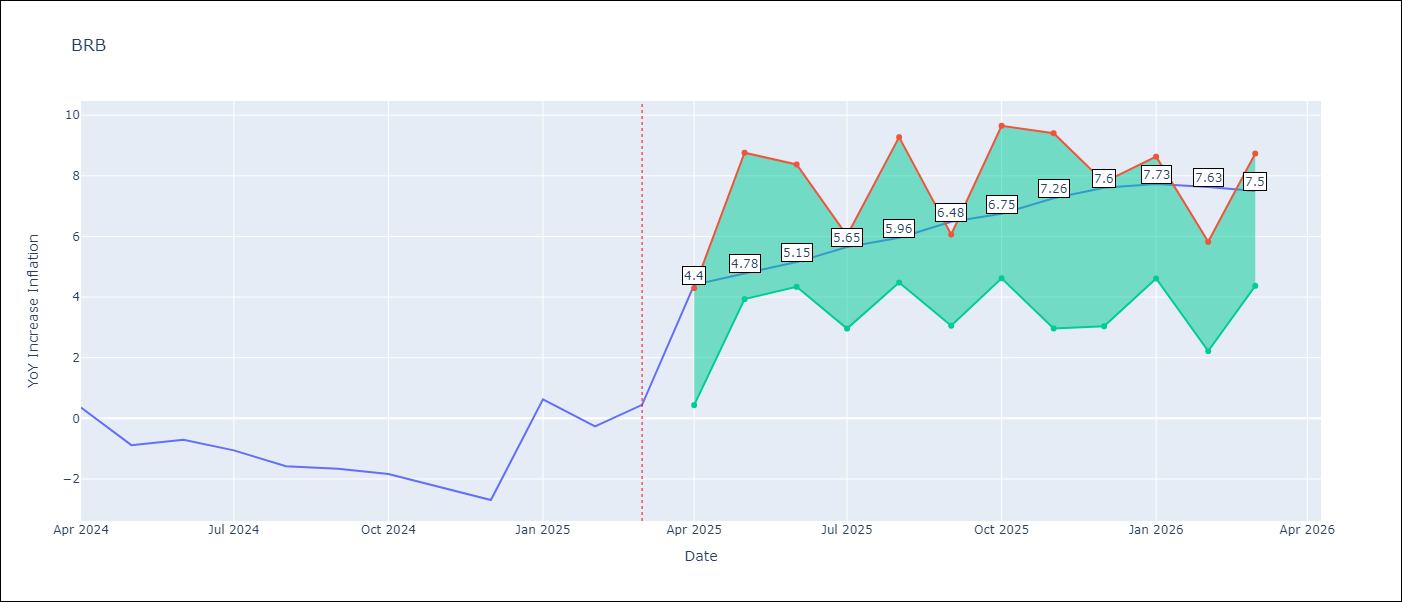 BRB
YoY Increase Inflation
10
8
6
4
2
0
−2
4.4
4.78
5.15
5.65
5.96
6.48
6.75
7.26
7.6
7.73
7.63
7.5
Apr 2024
Jul 2024
Oct 2024
Jan 2025
Apr 2025
Jul 2025
Oct 2025
Jan 2026
Apr 2026
Date